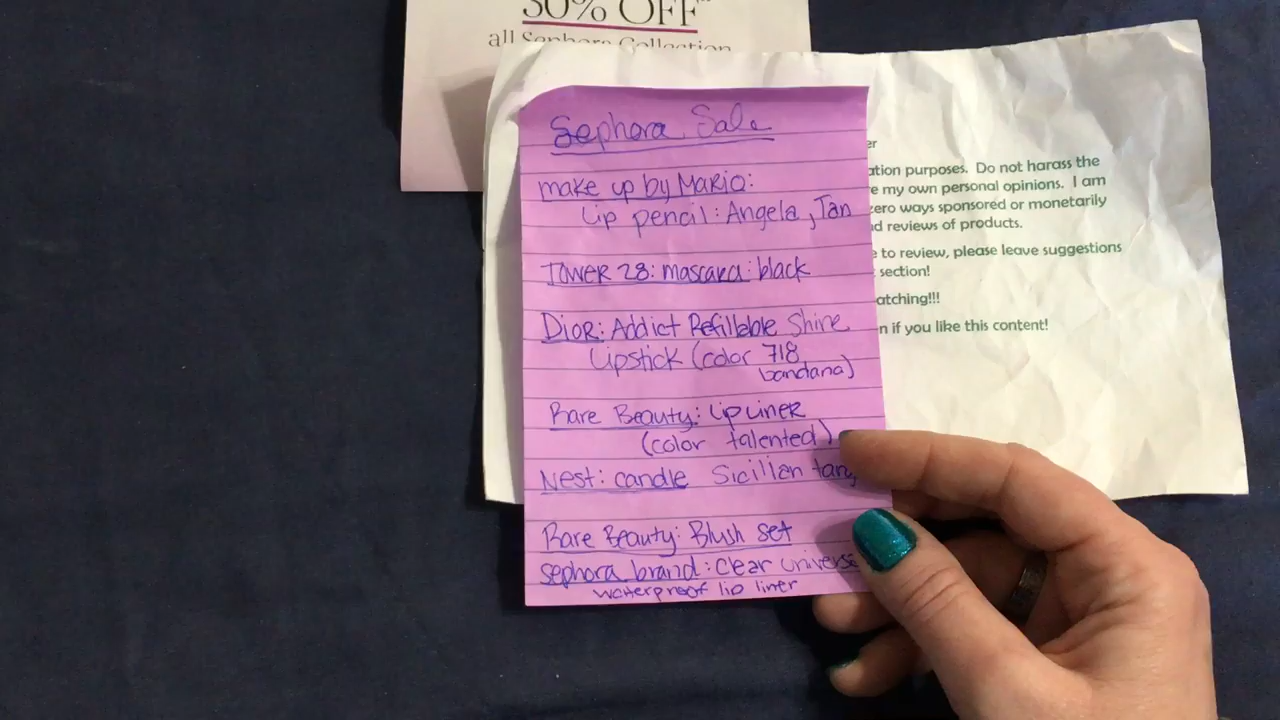 30% OFF
all Sephora Collection
Sephora Sale
make up by Mario:
Lip pencil: Angela, Tan
TOWER 28: mascara: black
Dior: Addict Refillable Shine
Lipstick (color 718
bandana)
Rare Beauty: Lip Liner
(color talented)
Nest: candle Sicilian
Rare Beauty: Blush set
sephora brand: clear universal
waterproof lip liner
ation purposes. Do not harass the
my own personal opinions. I am
zero ways sponsored or monetarily
reviews of products.
to review, please leave suggestions
section!
atching!!!
if you like this content!